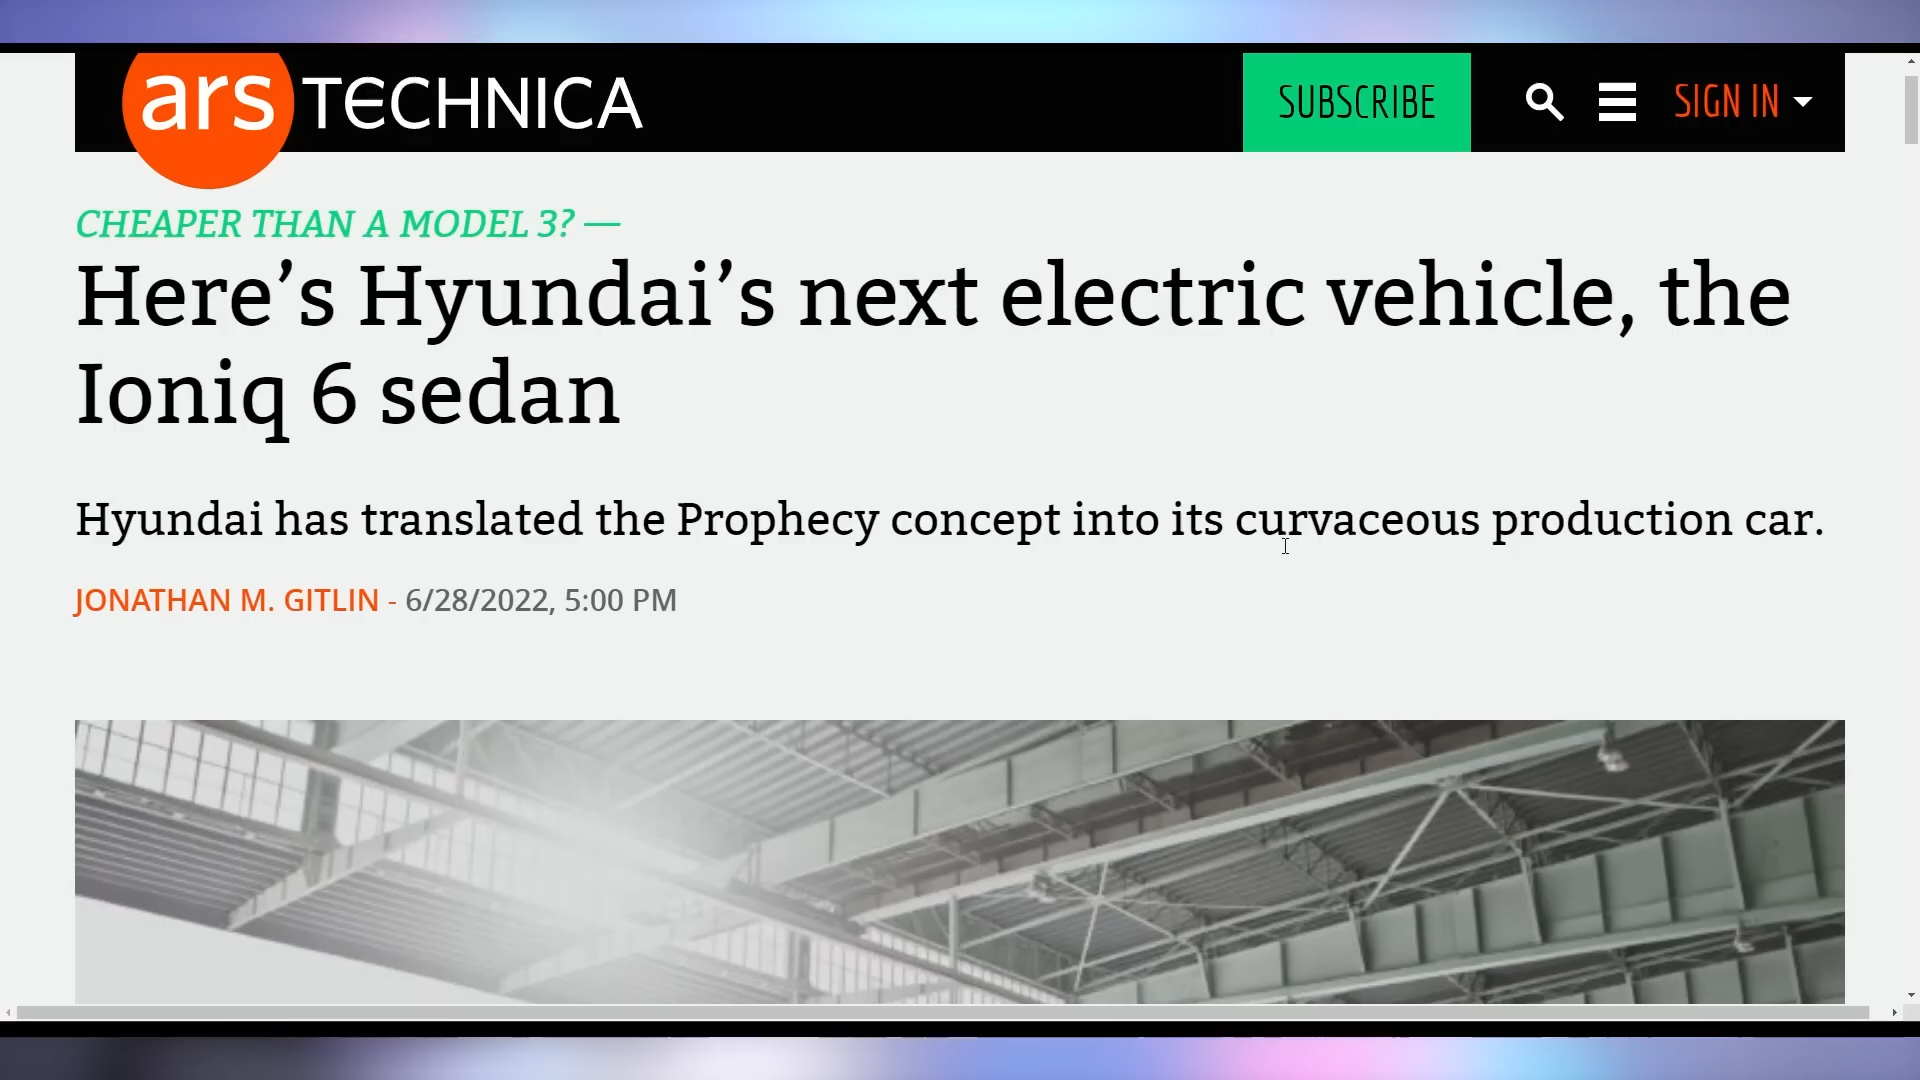 ars TECHNICA
SUBSCRIBE
SIGN IN
CHEAPER THAN A MODEL 3? —
Here’s Hyundai’s next electric vehicle, the
Ioniq 6 sedan
Hyundai has translated the Prophecy concept into its curvaceous production car.
JONATHAN M. GITLIN - 6/28/2022, 5:00 PM